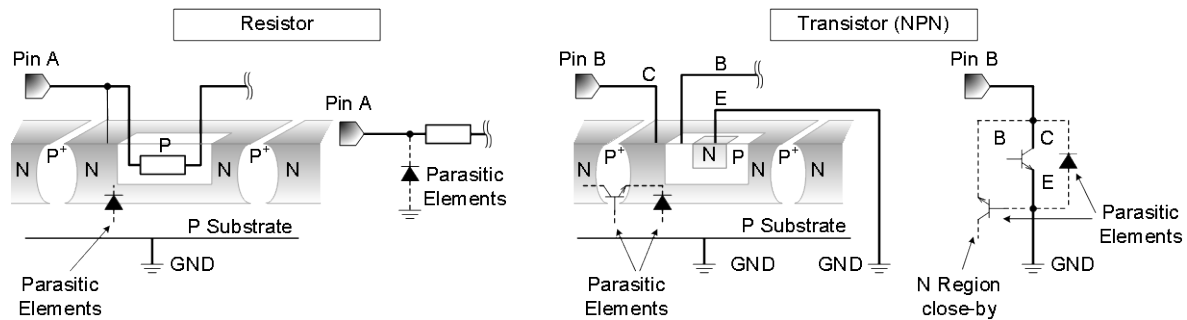 Resistor
Transistor (NPN)
Pin A
Pin B
C
B
E
Pin B
Pin A
N
P+
N
P
N
P+
N
Parasitic
Elements
P Substrate
GND
Parasitic
Elements
N
P+
N
N
P
N
P+
N
P Substrate
GND
GND
Parasitic
Elements
B
C
E
Parasitic
Elements
GND
N Region
close-by